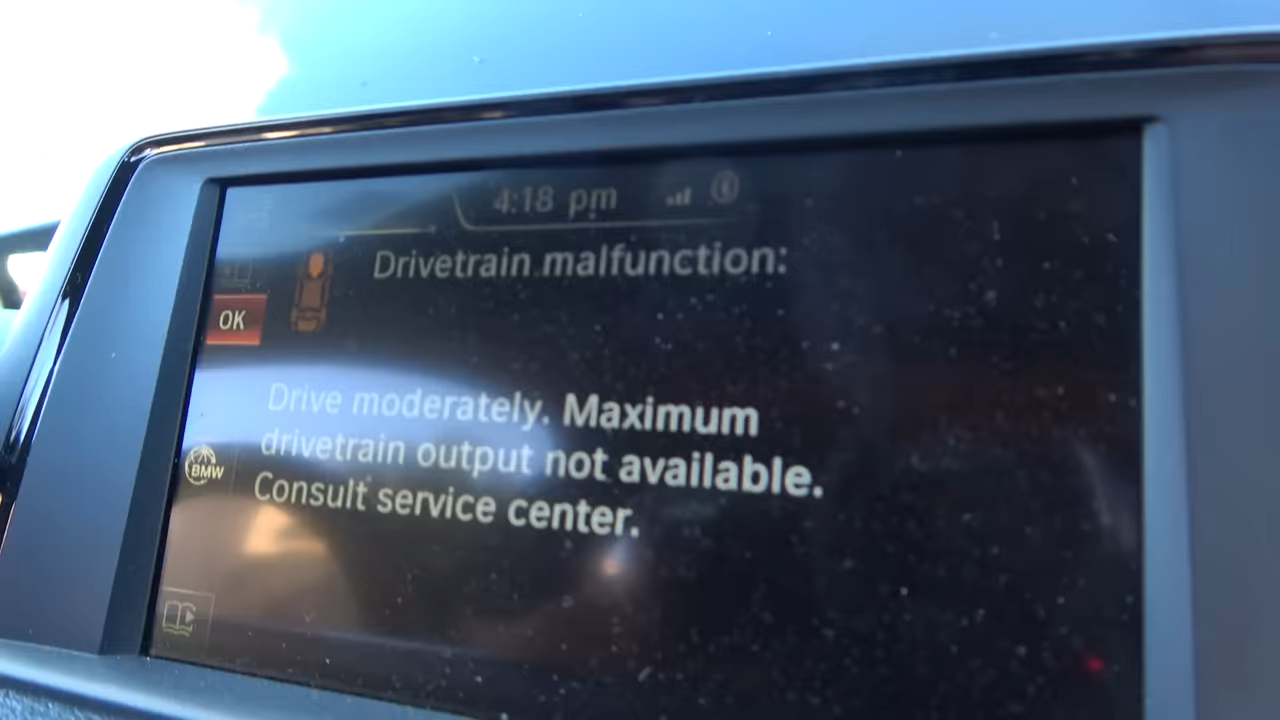 4:18 pm
Drivetrain malfunction:
OK
Drive moderately. Maximum
drivetrain output not available.
BMW
Consult service center.